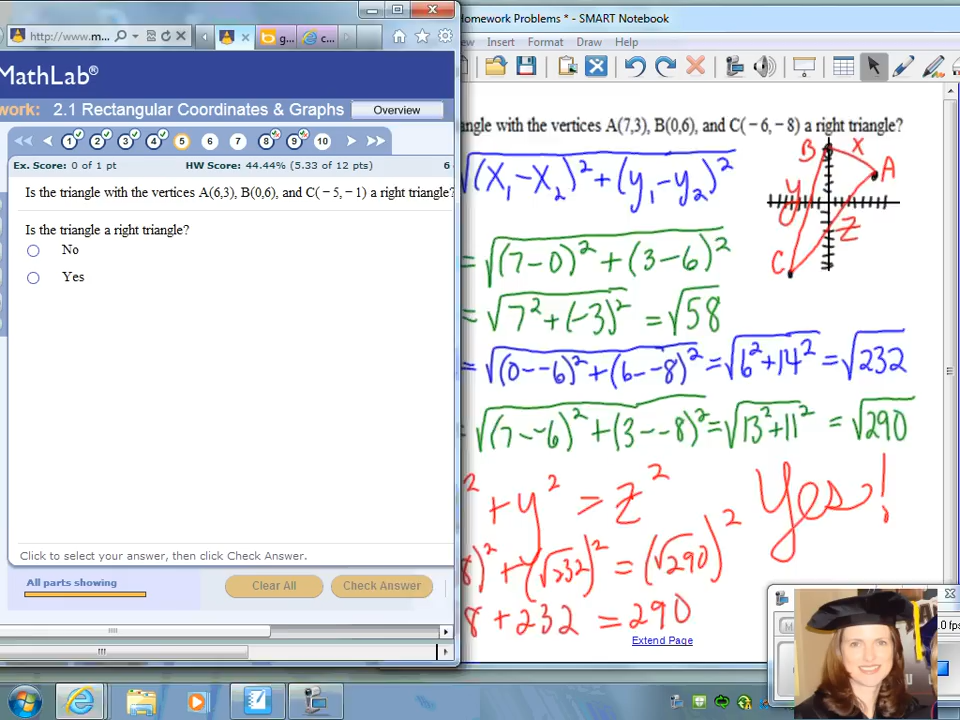 omework Problems * - SMART Notebook
http://www.m...
g...
c...
Insert Format Draw Help
MathLab®
work: 2.1 Rectangular Coordinates & Graphs Overview
1 2 3 4 5 6 7 8 9 10
Ex. Score: 0 of 1 pt HW Score: 44.44% (5.33 of 12 pts) 6
Is the triangle with the vertices A(6,3), B(0,6), and C(−5,−1) a right triangle?
Is the triangle a right triangle?
No
Yes
Click to select your answer, then click Check Answer.
All parts showing
Clear All Check Answer
angle with the vertices A(7,3), B(0,6), and C(−6,−8) a right triangle?
√(X₁-X₂)²+(y₁-y₂)²
B X A
y Z
C
= √(7-0)² + (3-6)²
= √7²+(-3)² = √58
= √(0--6)²+(6--8)² = √6²+14² = √232
√(7--6)²+(3--8)² = √13²+11² = √290
² + y² = z² Yes!
8)² + (√232)² = (√290)²
8 + 232 = 290
Extend Page
.0 fps